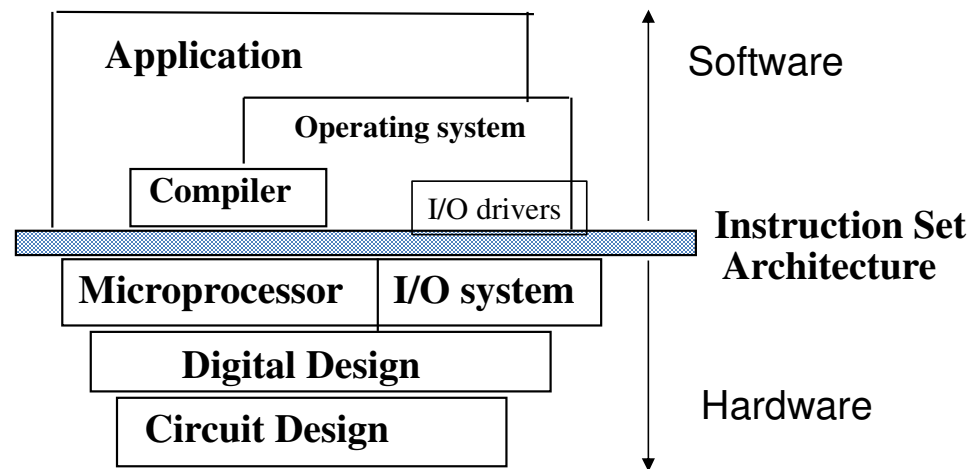 Application
Software
Operating system
Compiler
I/O drivers
Instruction Set
Architecture
Microprocessor
I/O system
Digital Design
Hardware
Circuit Design